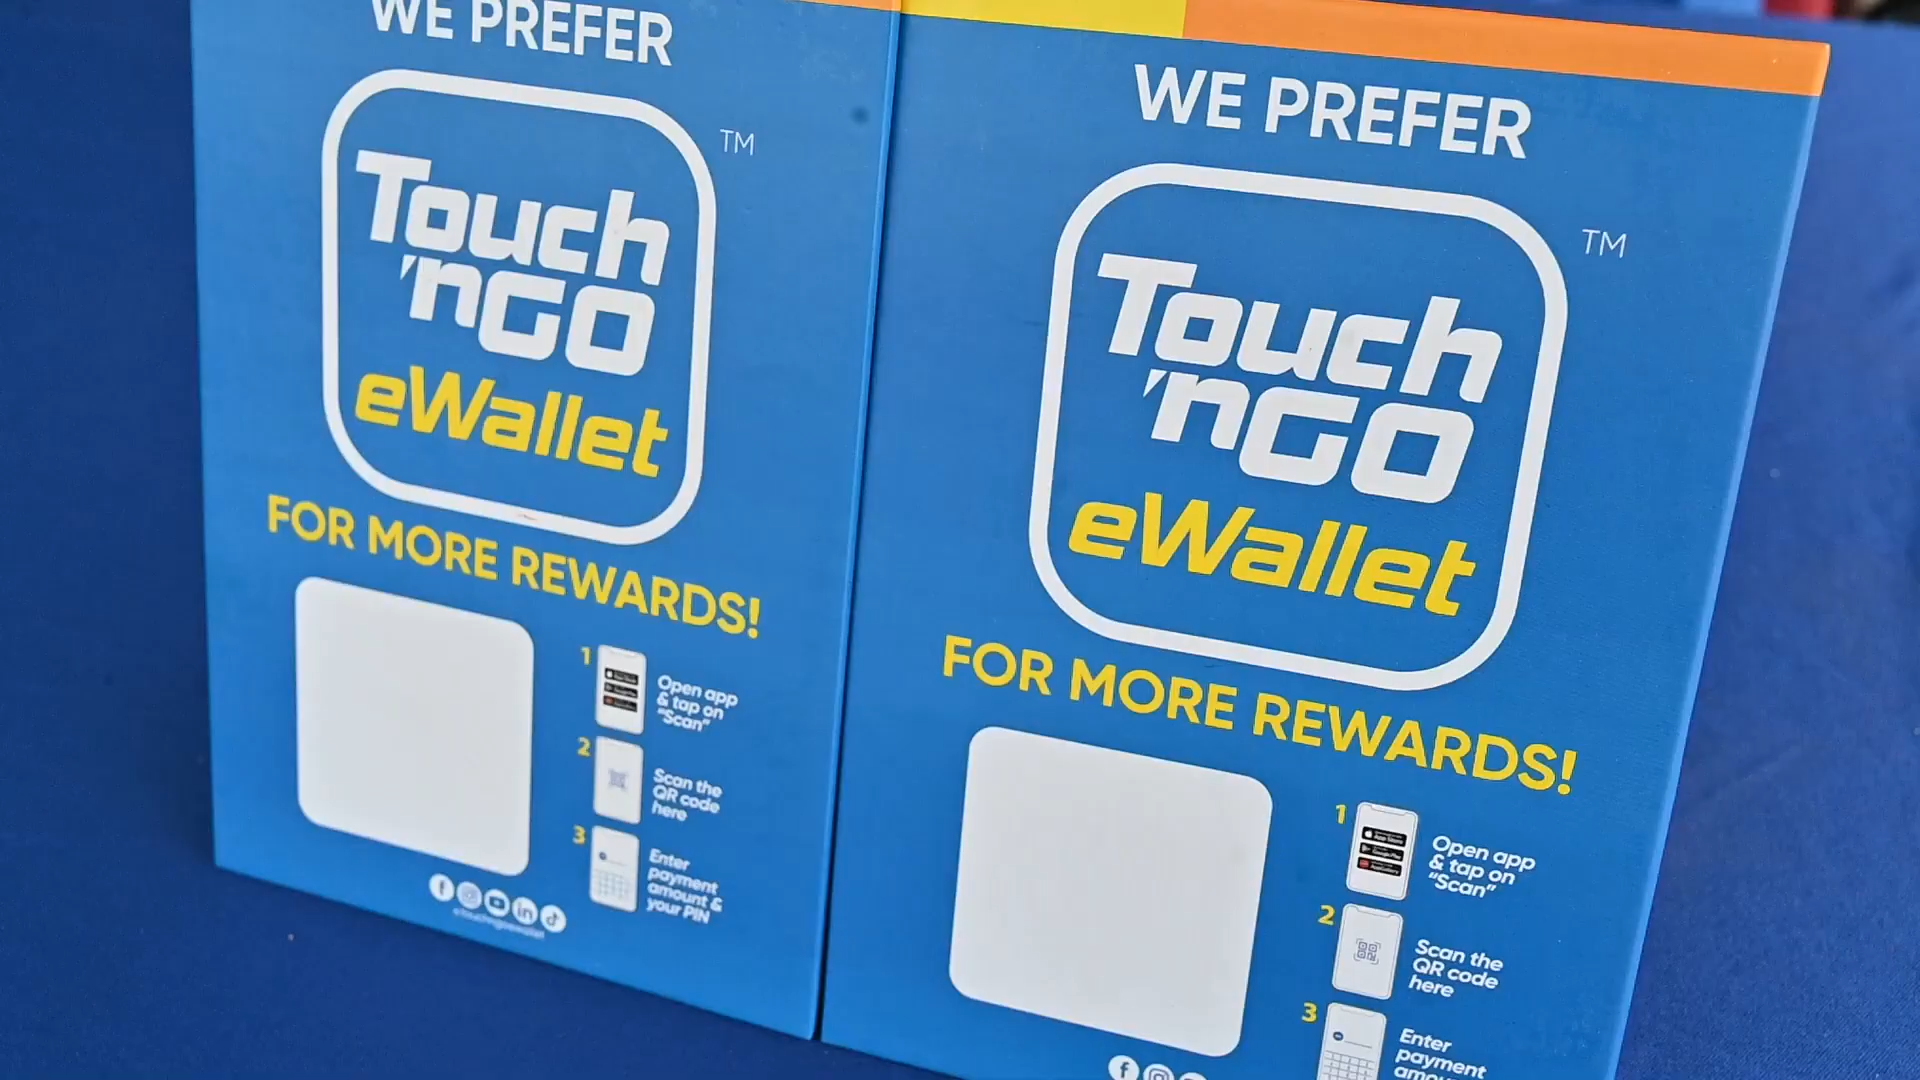 WE PREFER
TM
Touch
'nGO
eWallet
FOR MORE REWARDS!
1
Open app
& tap on
"Scan"
2
Scan the
QR code
here
3
Enter
payment
amount &
your PIN
WE PREFER
TM
Touch
'nGO
eWallet
FOR MORE REWARDS!
1
Open app
& tap on
"Scan"
2
Scan the
QR code
here
3
Enter
payment